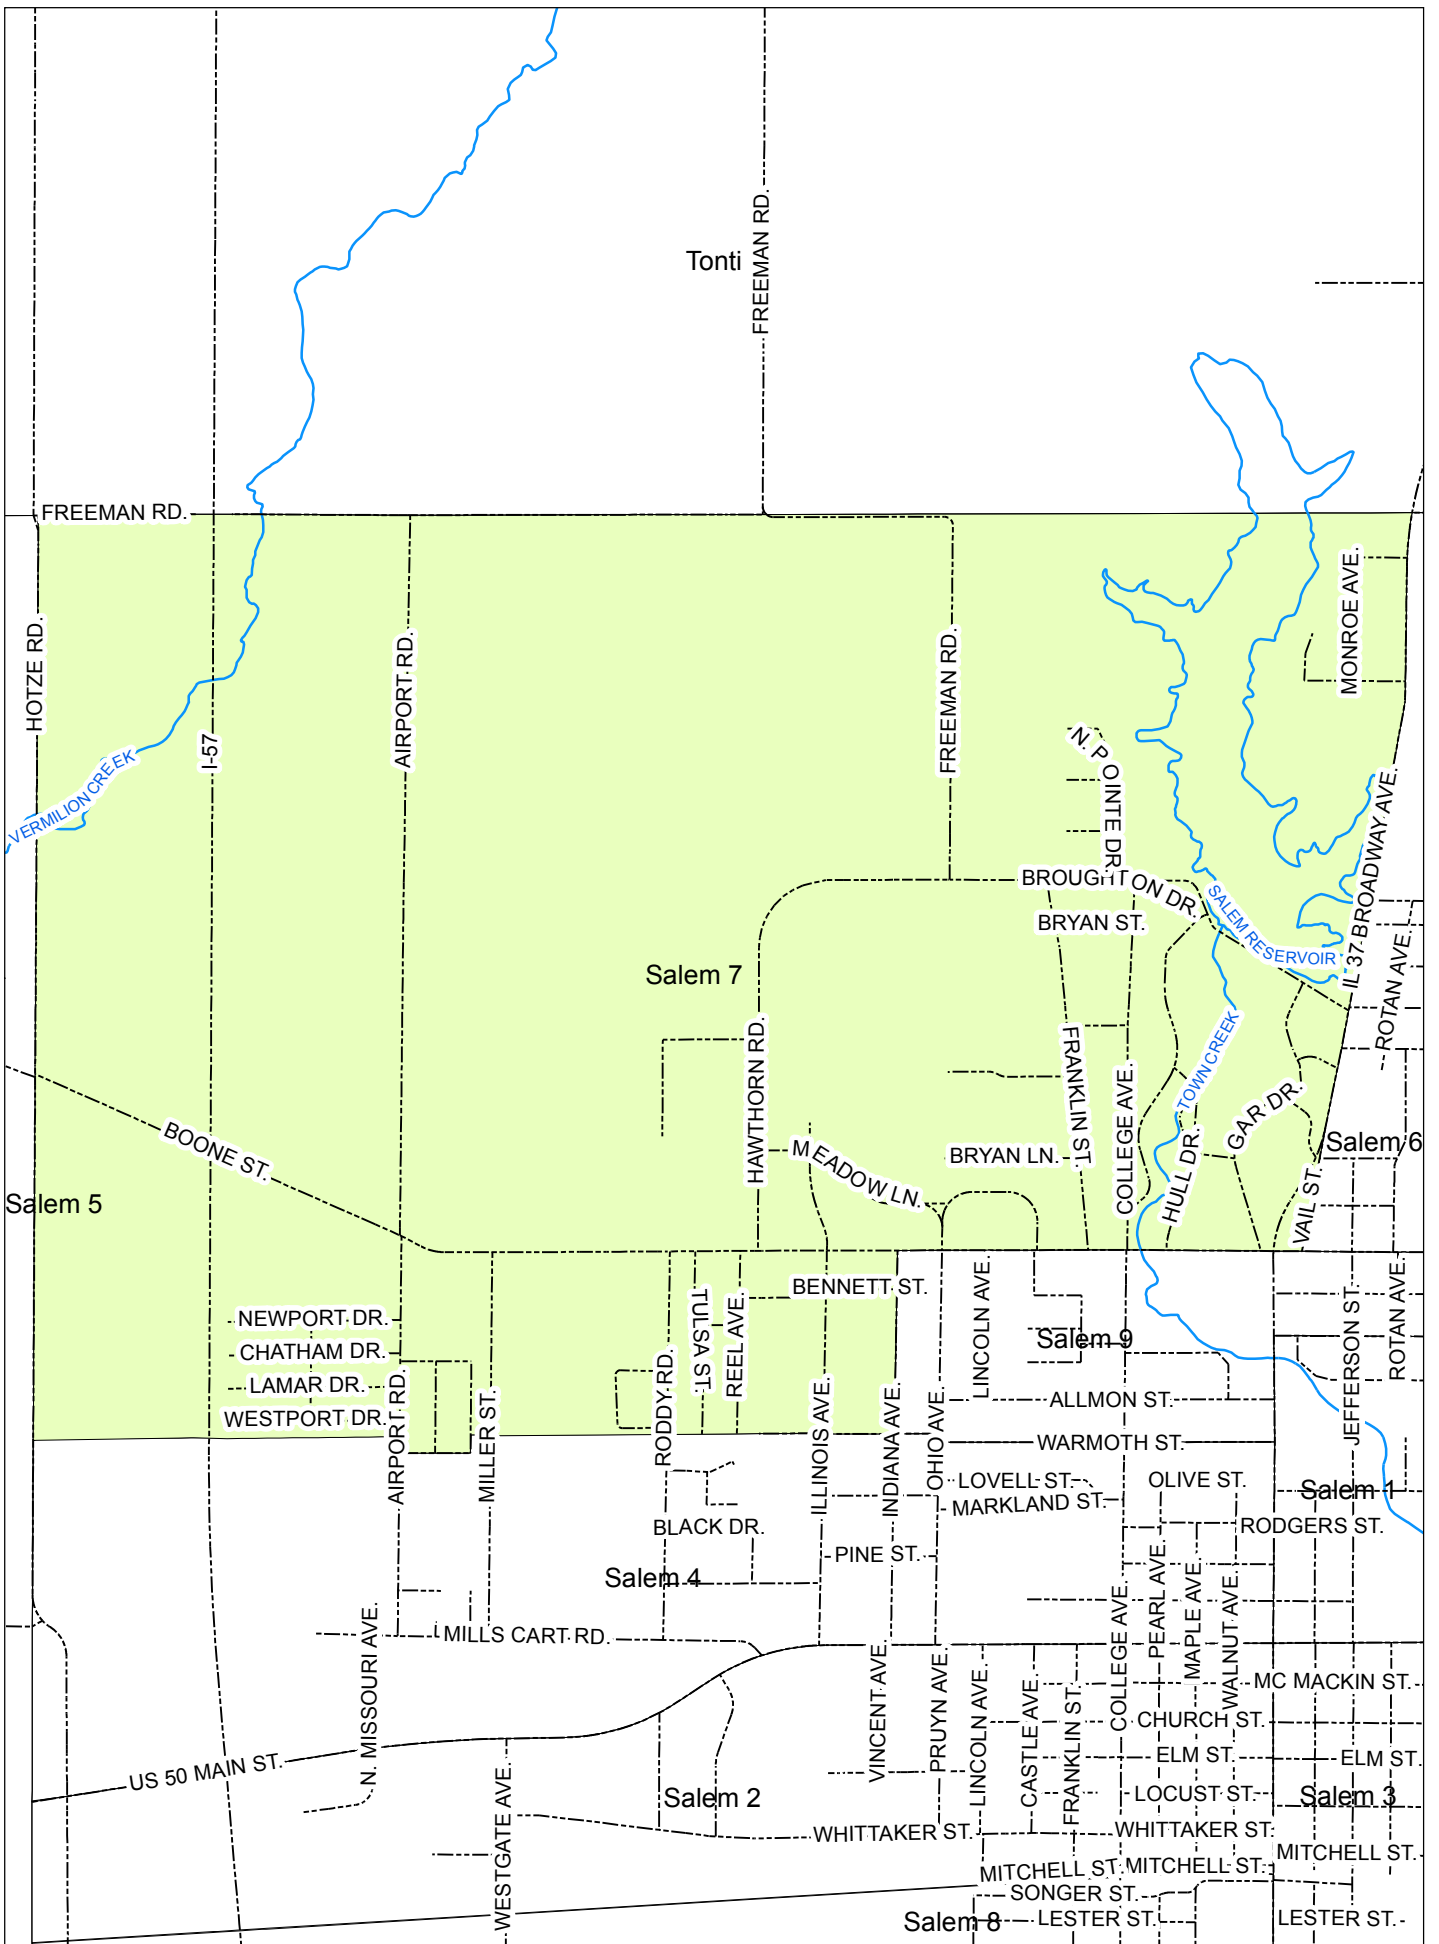 FREEMAN RD.
Tonti
FREEMAN RD.
HOTZE RD.
I-57
AIRPORT RD.
FREEMAN RD.
MONROE AVE.
VERMILION CREEK
N. POINTE DR.
IL 37 BROADWAY AVE.
BROUGHTON DR.
BRYAN ST.
SALEM RESERVOIR
ROTAN AVE.
Salem 7
HAWTHORN RD.
FRANKLIN ST.
COLLEGE AVE.
TOWN CREEK
GAR DR.
HULL DR.
VAIL ST.
Salem 6
BOONE ST.
MEADOW LN.
BRYAN LN.
Salem 5
BENNETT ST.
LINCOLN AVE.
JEFFERSON ST.
ROTAN AVE.
NEWPORT DR.
CHATHAM DR.
LAMAR DR.
WESTPORT DR.
AIRPORT RD.
MILLER ST.
RODDY RD.
TULSA ST.
REEL AVE.
ILLINOIS AVE.
INDIANA AVE.
OHIO AVE.
Salem 9
ALLMON ST.
WARMOTH ST.
LOVELL ST.
MARKLAND ST.
OLIVE ST.
Salem 1
RODGERS ST.
BLACK DR.
PINE ST.
Salem 4
MILLS CART RD.
N. MISSOURI AVE.
COLLEGE AVE.
PEARL AVE.
MAPLE AVE.
WALNUT AVE.
VINCENT AVE.
PRUYN AVE.
LINCOLN AVE.
CASTLE AVE.
FRANKLIN ST.
MC MACKIN ST.
CHURCH ST.
ELM ST.
ELM ST.
LOCUST ST.
Salem 3
US 50 MAIN ST.
WESTGATE AVE.
Salem 2
WHITTAKER ST.
WHITTAKER ST.
MITCHELL ST.
MITCHELL ST.
MITCHELL ST.
SONGER ST.
Salem 8
LESTER ST.
LESTER ST.